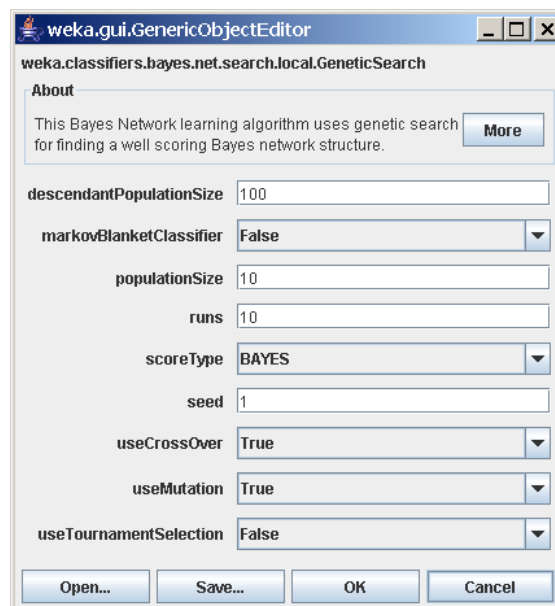 weka.gui.GenericObjectEditor
weka.classifiers.bayes.net.search.local.GeneticSearch
About
This Bayes Network learning algorithm uses genetic search
for finding a well scoring Bayes network structure.
More
descendantPopulationSize 100
markovBlanketClassifier False
populationSize 10
runs 10
scoreType BAYES
seed 1
useCrossOver True
useMutation True
useTournamentSelection False
Open... Save... OK Cancel